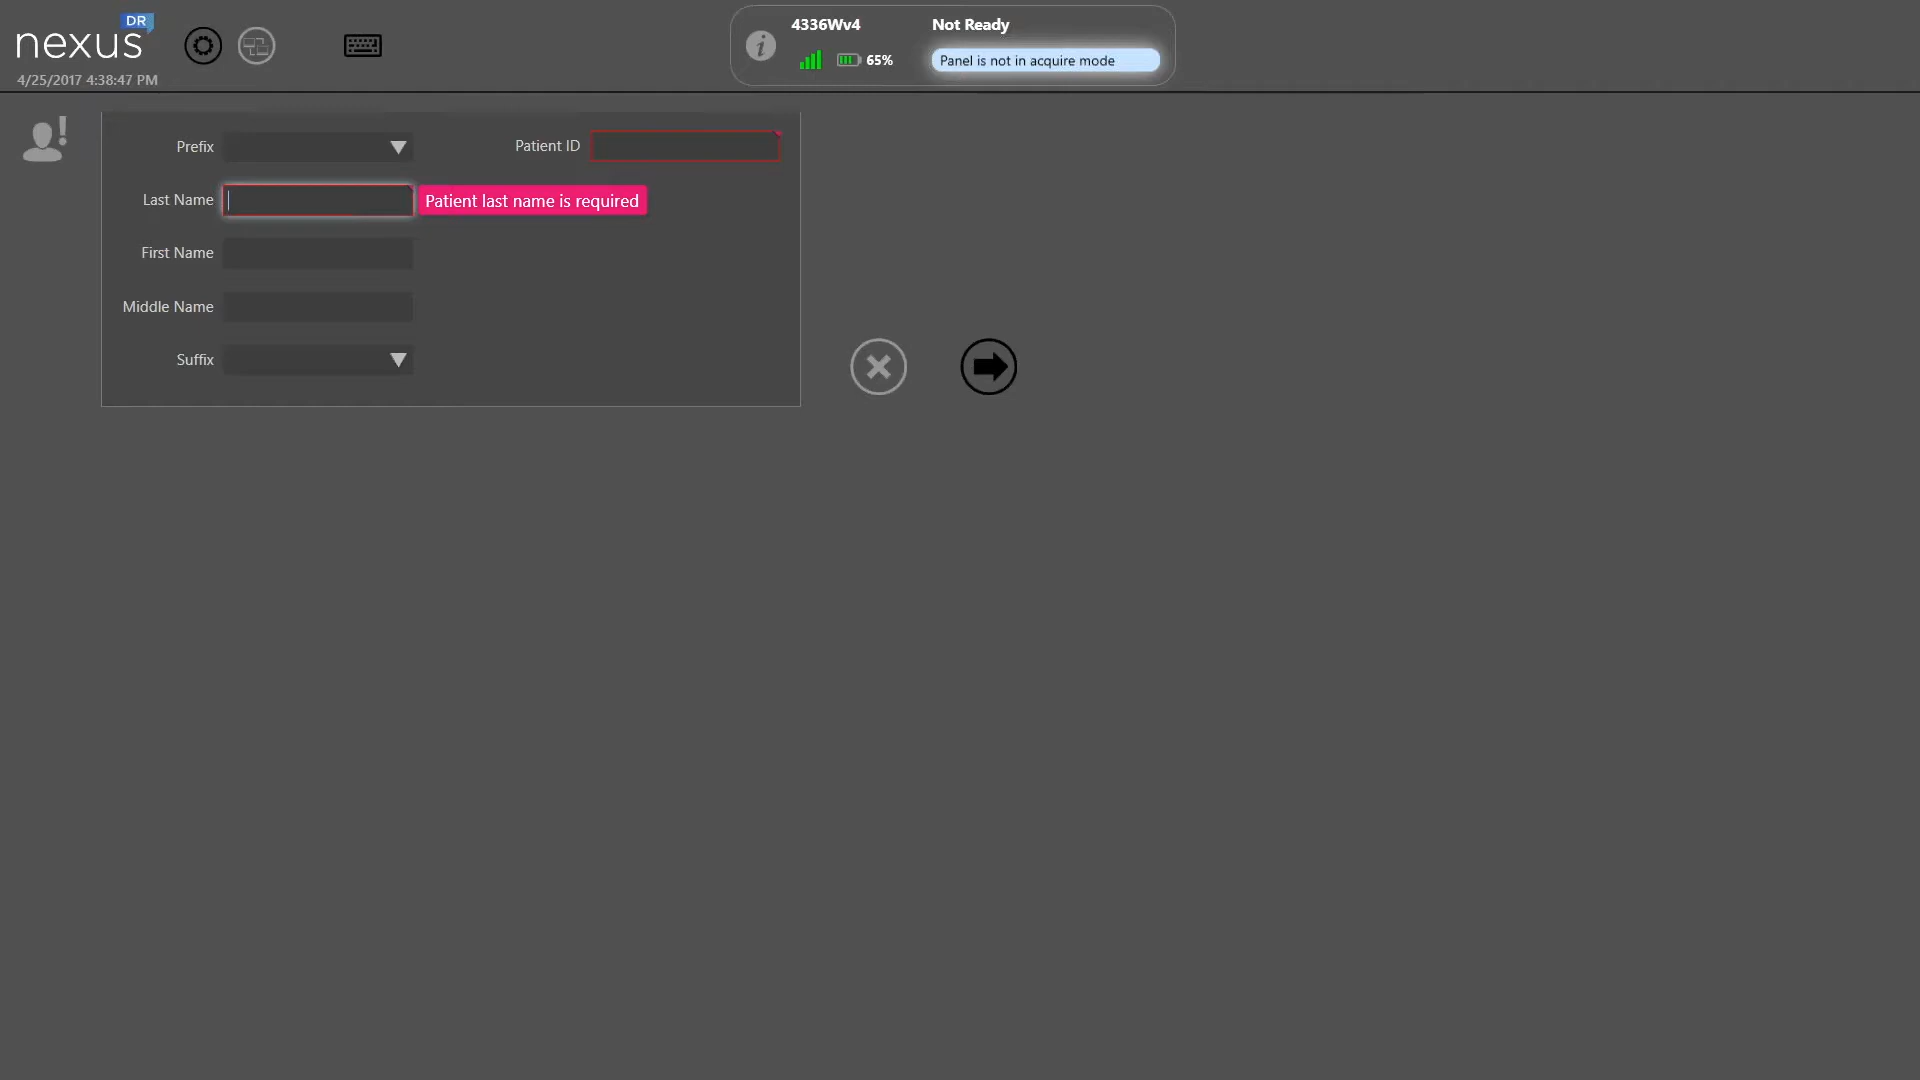 nexus DR
4/25/2017 4:38:47 PM
4336Wv4
Not Ready
65%
Panel is not in acquire mode
Prefix
Patient ID
Last Name
Patient last name is required
First Name
Middle Name
Suffix